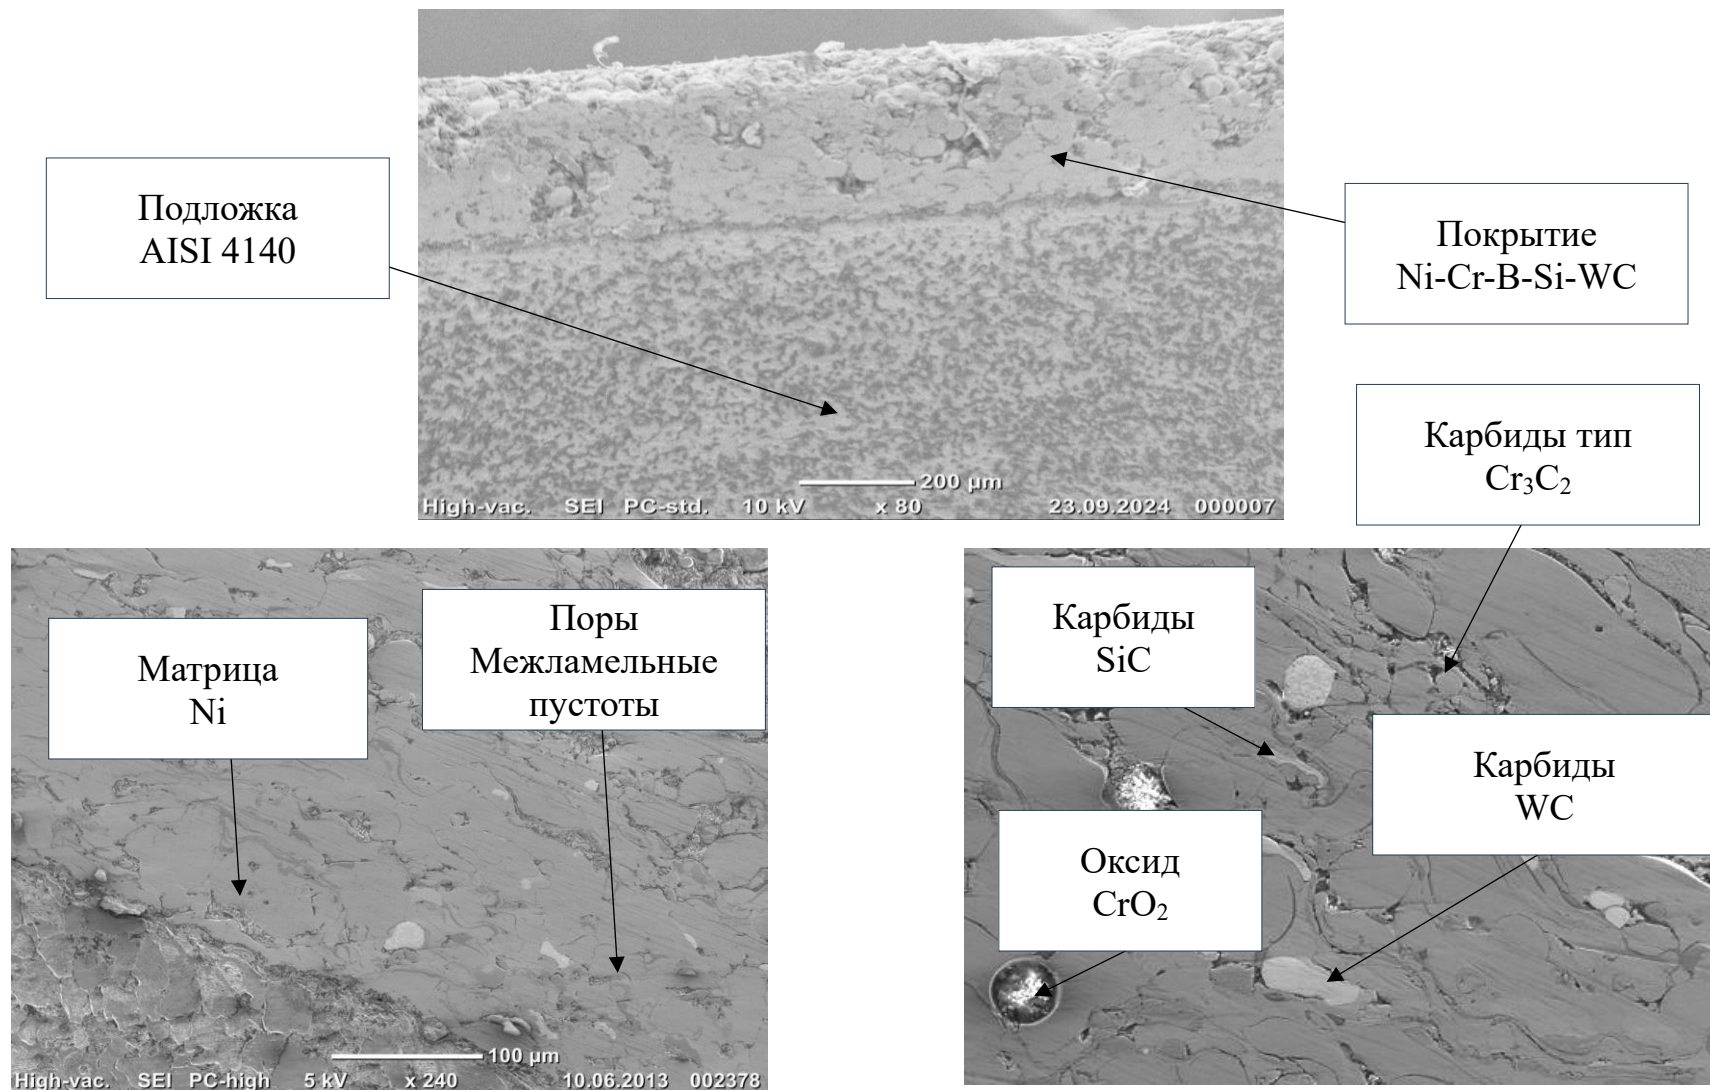 Подложка
AISI 4140
Покрытие
Ni-Cr-B-Si-WC
200 µm
High-vac. SEI PC-std. 10 kV x 80 23.09.2024 000007
Карбиды тип
Cr₃C₂
Матрица
Ni
Поры
Межламельные
пустоты
100 µm
High-vac. SEI PC-high 5 kV x 240 10.06.2013 002378
Карбиды
SiC
Карбиды
WC
Оксид
CrO₂